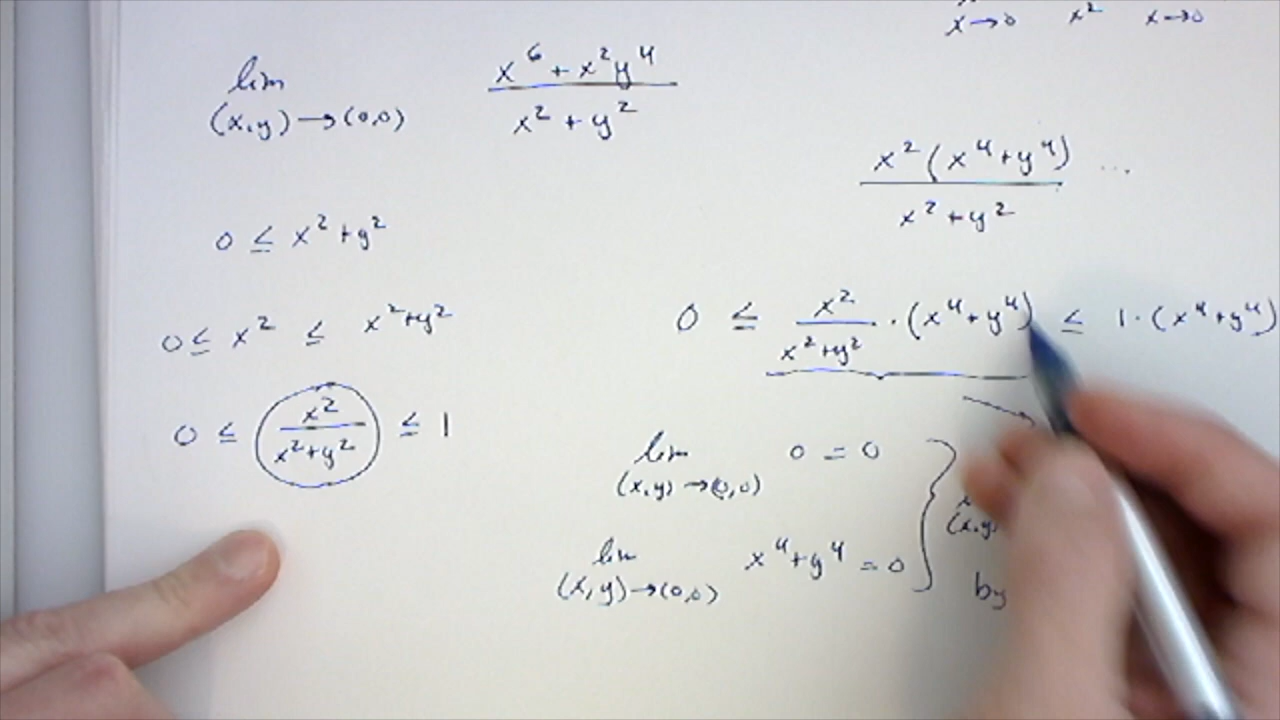 x→0 x² x→0
lim (x,y)→(0,0) x⁶+x²y⁴ / x²+y²
x²(x⁴+y⁴) / x²+y² ...
0 ≤ x²+y²
0 ≤ x² ≤ x²+y²
0 ≤ x²/x²+y² ≤ 1
0 ≤ x²/x²+y² · (x⁴+y⁴) ≤ 1·(x⁴+y⁴)
lim (x,y)→(0,0) 0 = 0
lim (x,y)→(0,0) x⁴+y⁴ = 0
(x,y
by